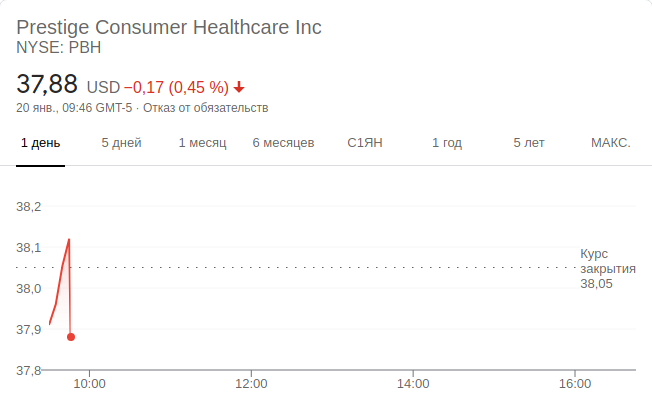 Prestige Consumer Healthcare Inc
NYSE: PBH
37,88 USD −0,17 (0,45 %)
20 янв., 09:46 GMT-5 · Отказ от обязательств
1 день 5 дней 1 месяц 6 месяцев С1ЯН 1 год 5 лет МАКС.
38,2
38,1
Курс
закрытия
38,05
38,0
37,9
37,8
10:00 12:00 14:00 16:00